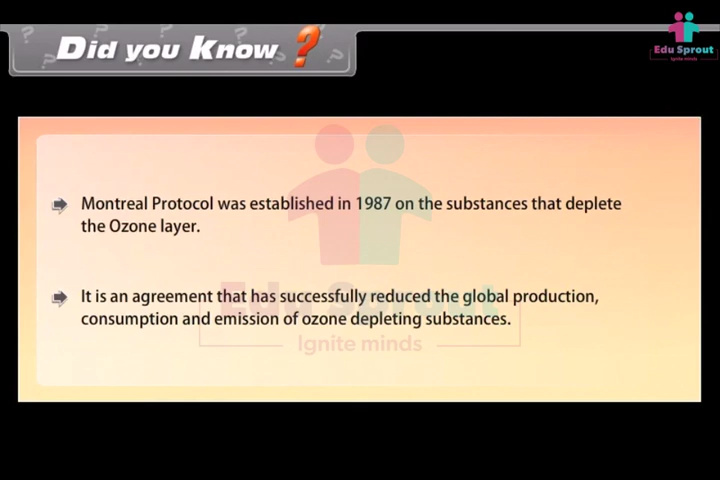 Did you Know ?
Edu Sprout
Ignite minds
Montreal Protocol was established in 1987 on the substances that deplete
the Ozone layer.
It is an agreement that has successfully reduced the global production,
consumption and emission of ozone depleting substances.
Edu Sprout
Ignite minds